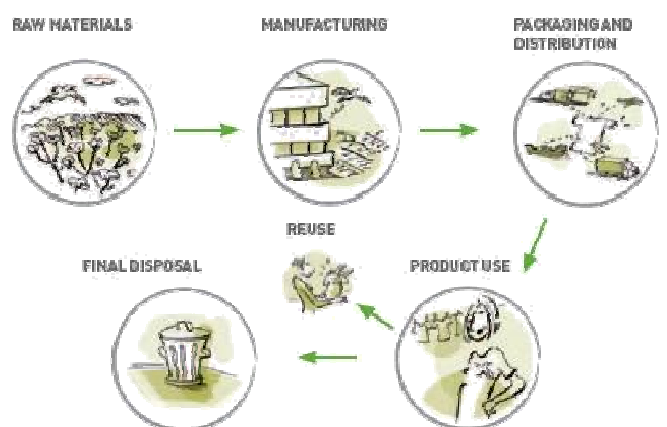 RAW MATERIALS
MANUFACTURING
PACKAGING AND
DISTRIBUTION
REUSE
FINAL DISPOSAL
PRODUCT USE